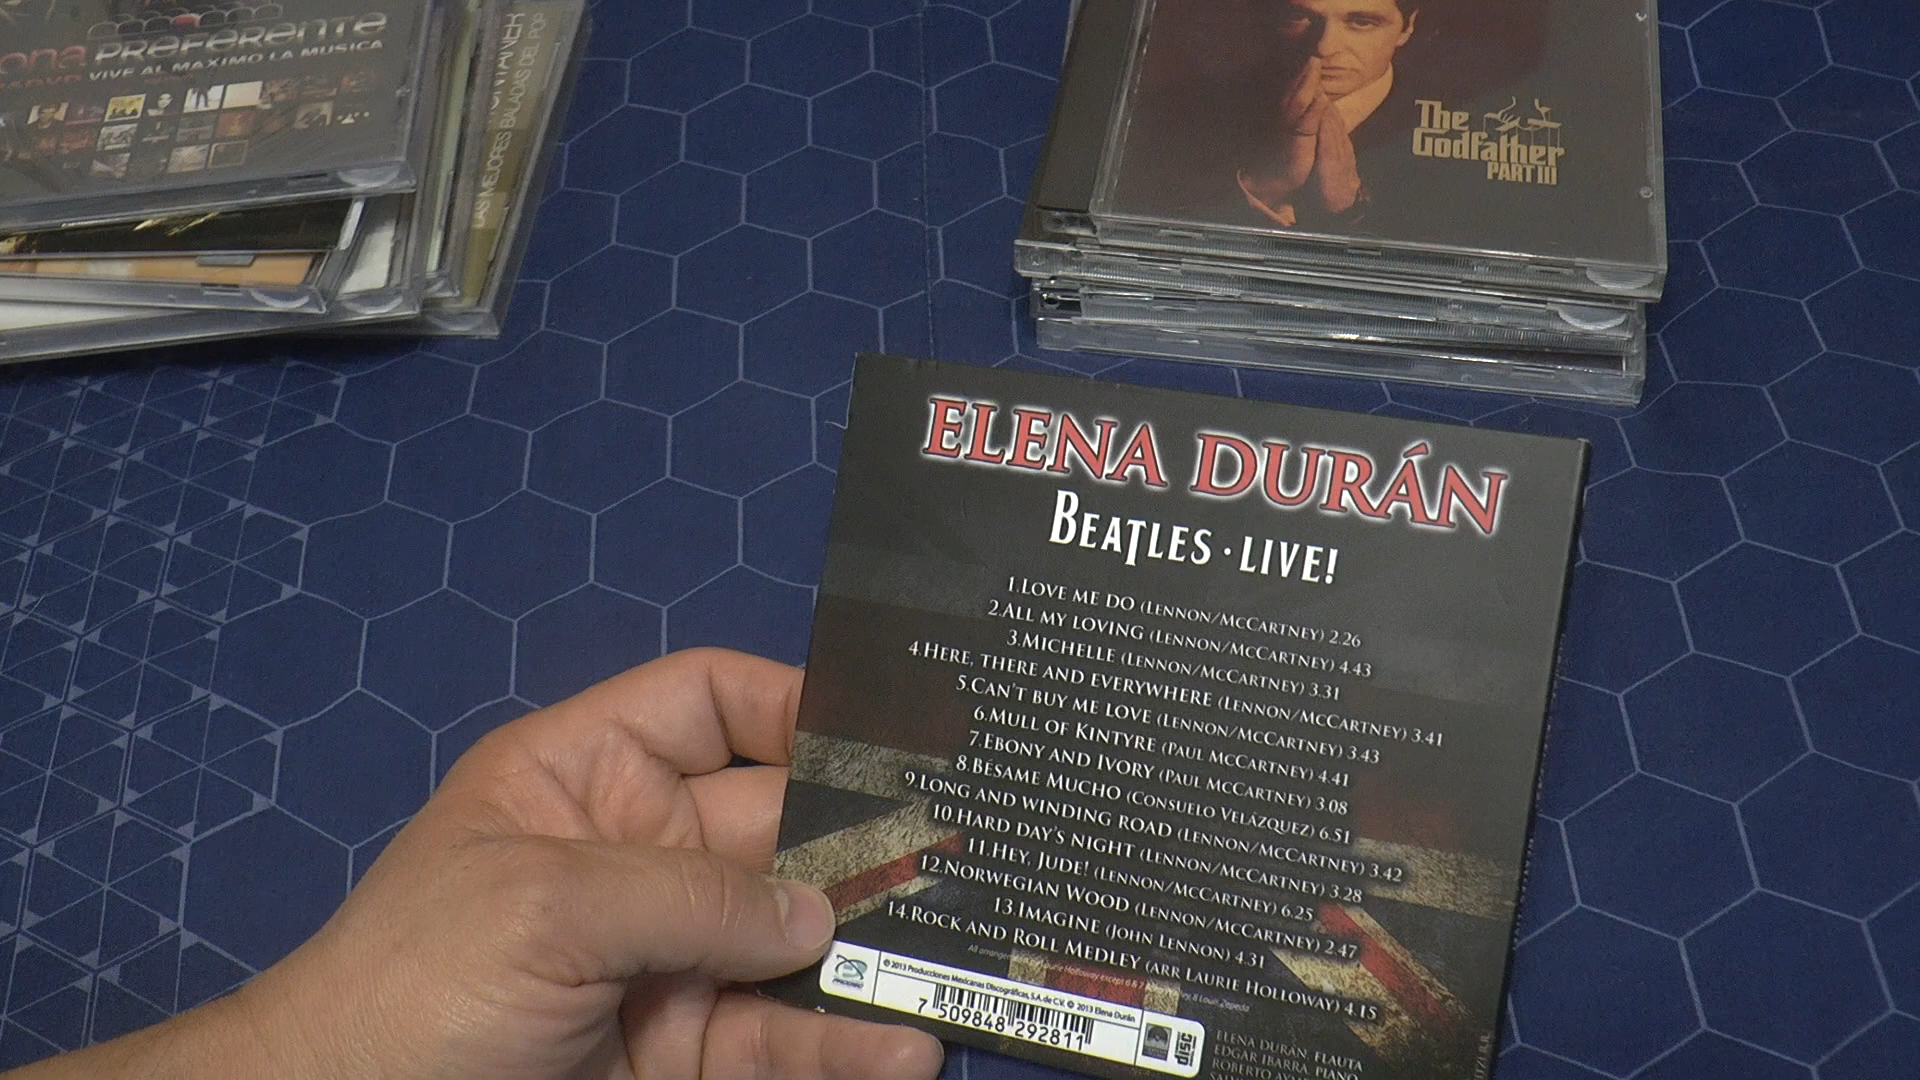 PREFERENTE
VIVE AL MAXIMO LA MUSICA
LAS MEJORES BALADAS DEL POP
The
Godfather
PART III
ELENA DURÁN
BEATLES · LIVE!
1.LOVE ME DO (LENNON/MCCARTNEY) 2.26
2.ALL MY LOVING (LENNON/MCCARTNEY) 4.43
3.MICHELLE (LENNON/MCCARTNEY) 3.31
4.HERE, THERE AND EVERYWHERE (LENNON/MCCARTNEY) 3.41
5.CAN'T BUY ME LOVE (LENNON/MCCARTNEY) 3.43
6.MULL OF KINTYRE (PAUL MCCARTNEY) 4.41
7.EBONY AND IVORY (PAUL MCCARTNEY) 3.08
8.BÉSAME MUCHO (CONSUELO VELÁZQUEZ) 6.51
9.LONG AND WINDING ROAD (LENNON/MCCARTNEY) 3.42
10.HARD DAY'S NIGHT (LENNON/MCCARTNEY) 3.28
11.HEY, JUDE! (LENNON/MCCARTNEY) 6.25
12.NORWEGIAN WOOD (LENNON/MCCARTNEY) 2.47
13.IMAGINE (JOHN LENNON) 4.31
14.ROCK AND ROLL MEDLEY (ARR LAURIE HOLLOWAY) 4.15
℗ 2013 Producciones Mexicanas Discográficas, S.A. de C.V. © 2013 Elena Durán
7 509848 292811
disc
ELENA DURÁN, FLAUTA
EDGAR IBARRA, PIANO
ROBERTO